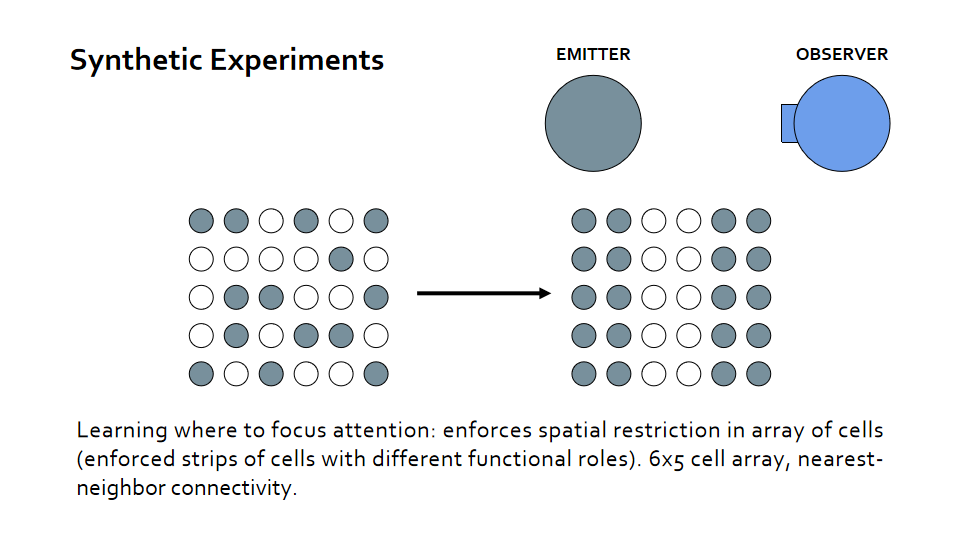 Synthetic Experiments
EMITTER
OBSERVER
Learning where to focus attention: enforces spatial restriction in array of cells
(enforced strips of cells with different functional roles). 6x5 cell array, nearest-
neighbor connectivity.